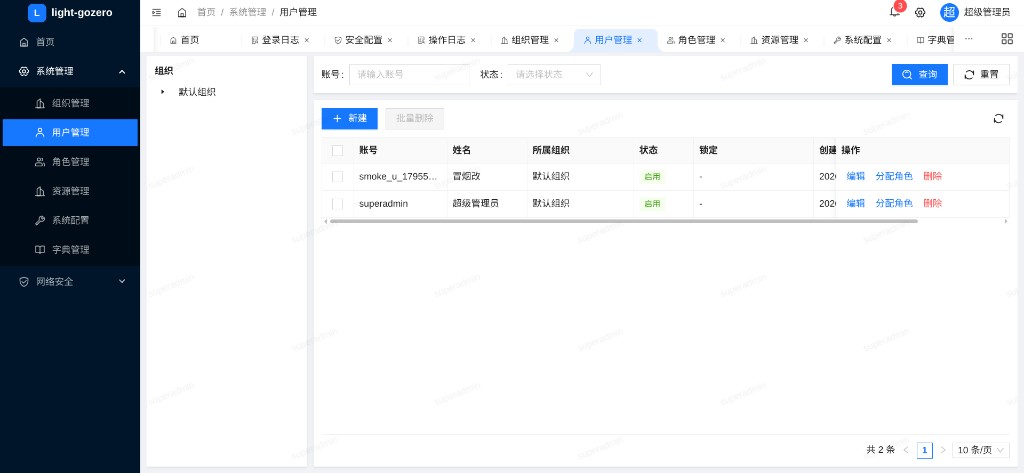 L light-gozero
首页 / 系统管理 / 用户管理
3
超 超级管理员
首页 登录日志 × 安全配置 × 操作日志 × 组织管理 × 用户管理 × 角色管理 × 资源管理 × 系统配置 × 字典管 ···
首页
系统管理
组织管理
用户管理
角色管理
资源管理
系统配置
字典管理
网络安全
组织
默认组织
账号: 请输入账号 状态: 请选择状态 查询 重置
+ 新建 批量删除
账号 姓名 所属组织 状态 锁定 创建 操作
smoke_u_17955... 冒烟改 默认组织 启用 - 202 编辑 分配角色 删除
superadmin 超级管理员 默认组织 启用 - 202 编辑 分配角色 删除
共 2 条 < 1 > 10 条/页
superadmin